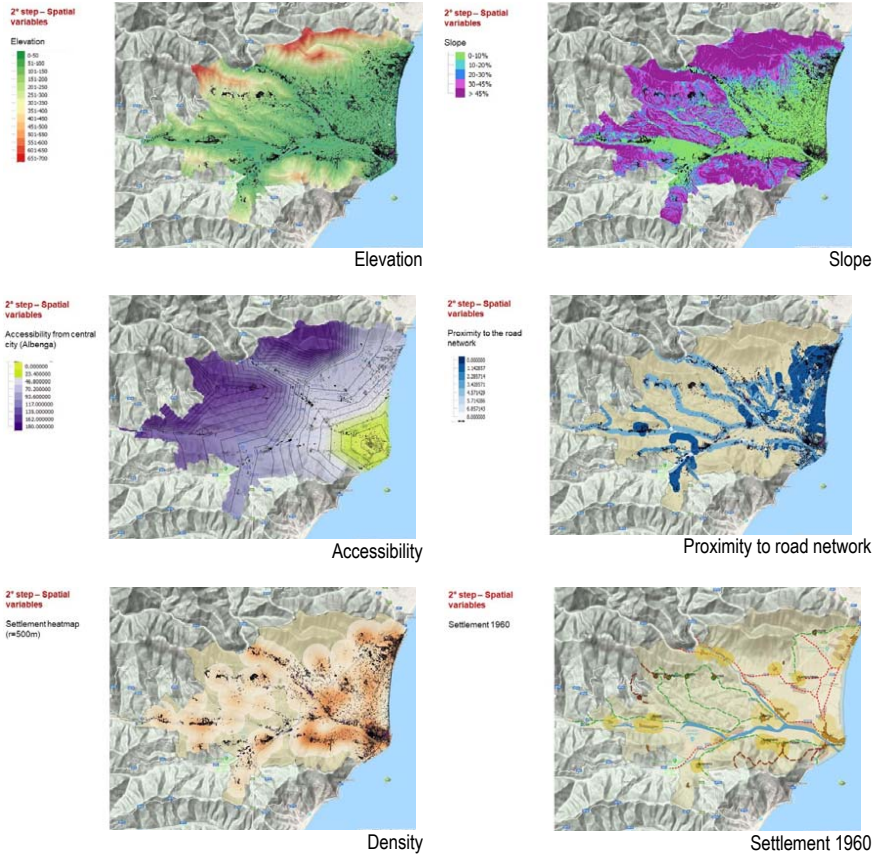 2° step – Spatial
variables
Elevation
0-50
51-100
101-150
151-200
201-250
251-300
301-350
351-400
401-450
451-500
501-550
551-600
601-650
651-700
Elevation
2° step – Spatial
variables
Slope
0-10%
10-20%
20-30%
30-45%
> 45%
Slope
2° step – Spatial
variables
Accessibility from central
city (Albenga)
0.000000
23.400000
46.800000
70.200000
93.600000
117.000000
Accessibility
2° step – Spatial
variables
Proximity to the road
network
0.000000
1.142857
2.285714
3.428571
4.571428
5.714286
6.857143
8.000000
Proximity to road network
2° step – Spatial
variables
Settlement heatmap
(r=500m)
Density
2° step – Spatial
variables
Settlement 1960
Settlement 1960